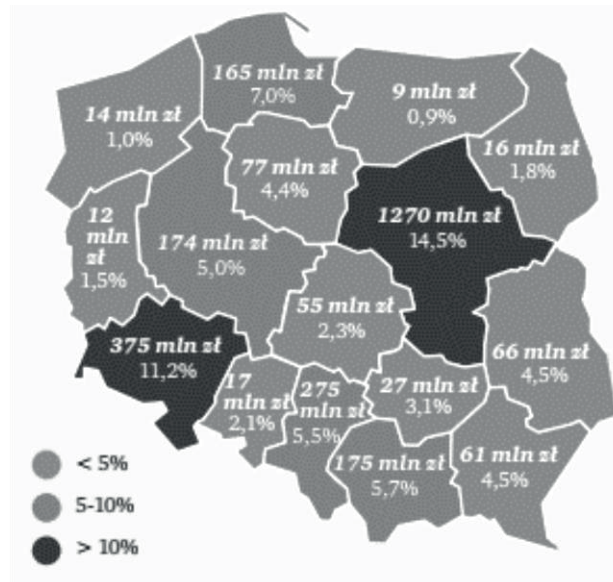 165 mln zł
7,0%
9 mln zł
0,9%
14 mln zł
1,0%
16 mln zł
1,8%
77 mln zł
4,4%
1270 mln zł
14,5%
12
mln
zł
1,5%
174 mln zł
5,0%
55 mln zł
2,3%
375 mln zł
11,2%
66 mln zł
4,5%
17
mln zł
2,1%
275
mln zł
5,5%
27 mln zł
3,1%
175 mln zł
5,7%
61 mln zł
4,5%
< 5%
5-10%
> 10%